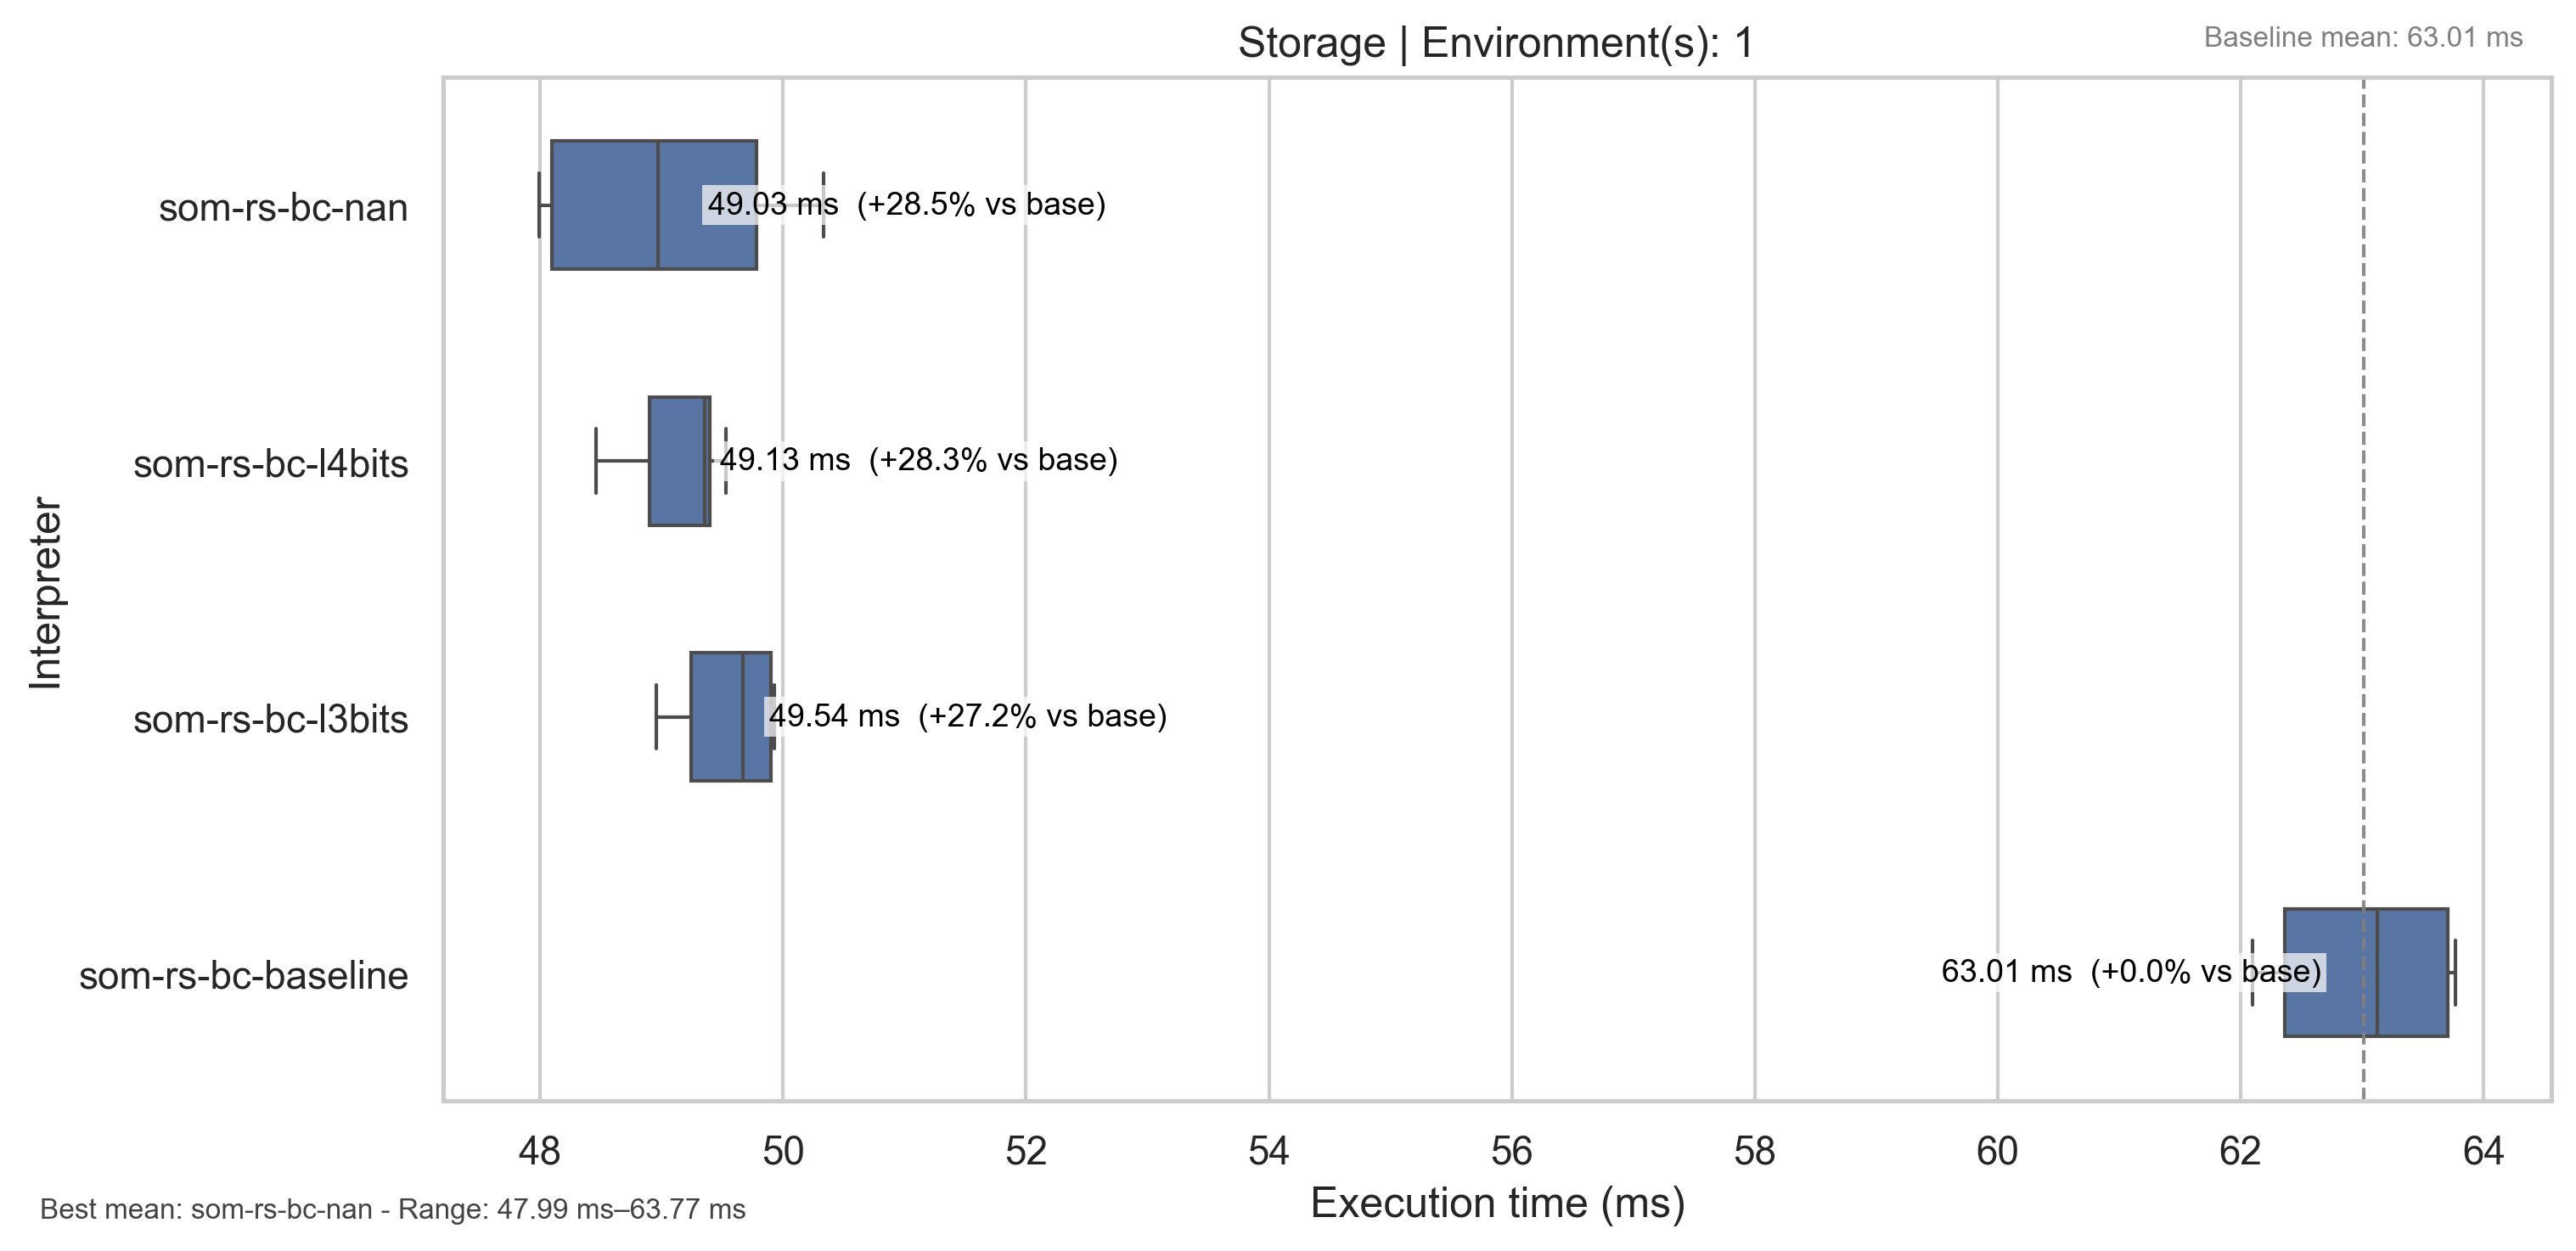 Storage | Environment(s): 1
Baseline mean: 63.01 ms
Interpreter
som-rs-bc-nan
49.03 ms (+28.5% vs base)
som-rs-bc-l4bits
49.13 ms (+28.3% vs base)
som-rs-bc-l3bits
49.54 ms (+27.2% vs base)
som-rs-bc-baseline
63.01 ms (+0.0% vs base)
48 50 52 54 56 58 60 62 64
Execution time (ms)
Best mean: som-rs-bc-nan - Range: 47.99 ms–63.77 ms